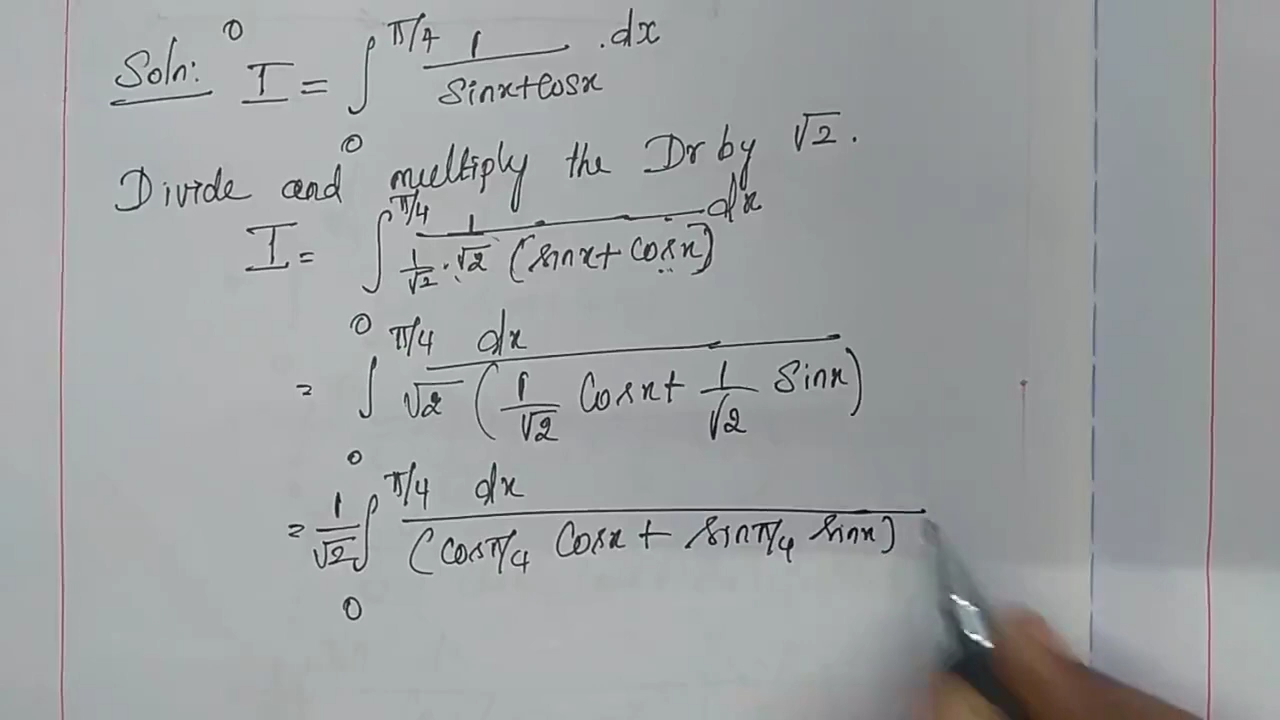 0
Soln: I = ∫₀^π/4 1/(sinx+cosx) .dx
Divide and multiply the Dr by √2.
I = ∫₀^π/4 1/(1/√2 · √2 (sinx+cosx)) dx
= ∫₀^π/4 dx/(√2 (1/√2 cosx + 1/√2 sinx))
= 1/√2 ∫₀^π/4 dx/(cosπ/4 cosx + sinπ/4 sinx)